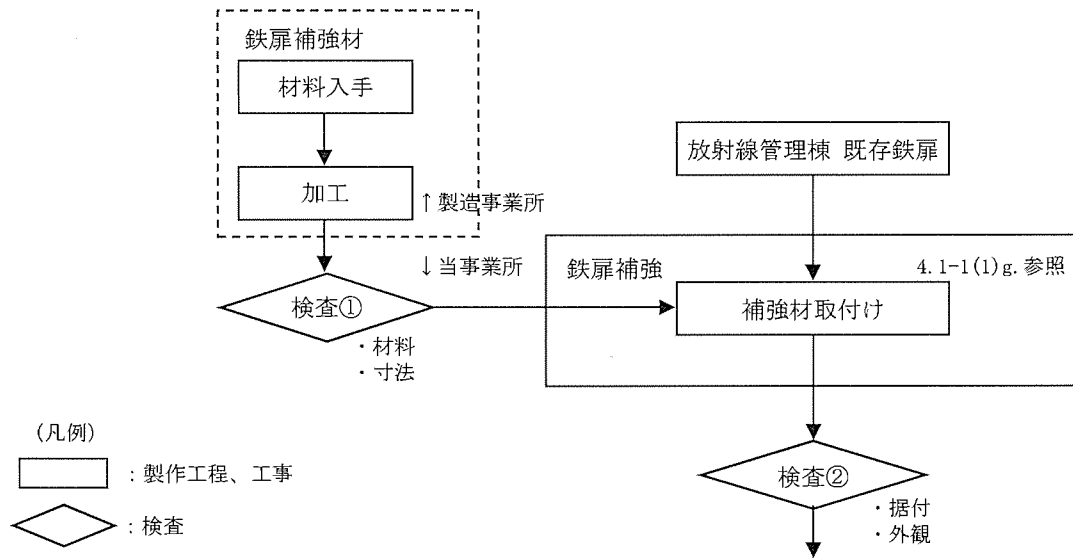 鉄扉補強材
材料入手
加工
↑製造事業所
放射線管理棟 既存鉄扉
↓当事業所
鉄扉補強
4.1-1(1)g.参照
検査①
・材料
・寸法
補強材取付け
検査②
・据付
・外観
(凡例)
:製作工程、工事
:検査